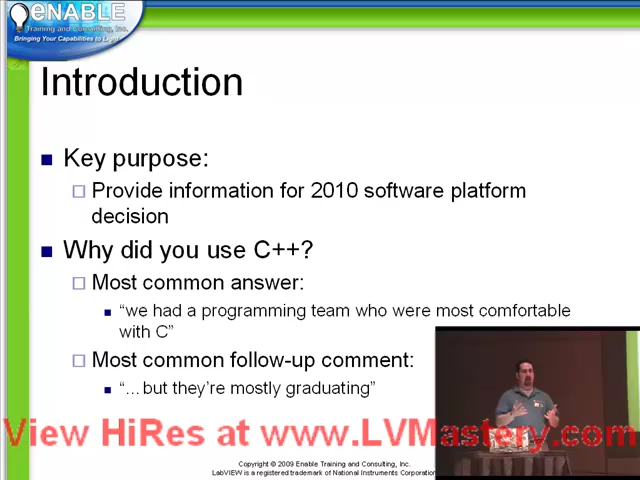 eNABLE
Training and Consulting, Inc.
Bringing Your Capabilities to Light
Introduction
Key purpose:
Provide information for 2010 software platform
decision
Why did you use C++?
Most common answer:
“we had a programming team who were most comfortable
with C”
Most common follow-up comment:
“…but they’re mostly graduating”
View HiRes at www.LVMastery.com
Copyright © 2009 Enable Training and Consulting, Inc.
LabVIEW is a registered trademark of National Instruments Corporation